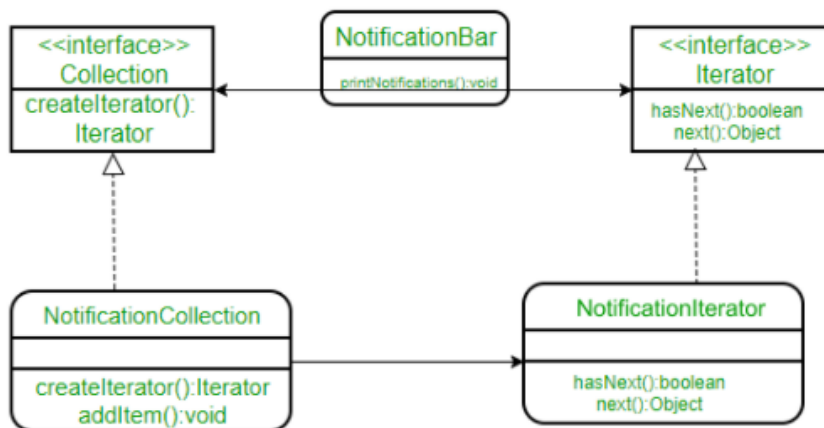 <<interface>>
Collection
createIterator():
Iterator
NotificationBar
printNotifications():void
<<interface>>
Iterator
hasNext():boolean
next():Object
NotificationCollection
createIterator():Iterator
addItem():void
NotificationIterator
hasNext():boolean
next():Object